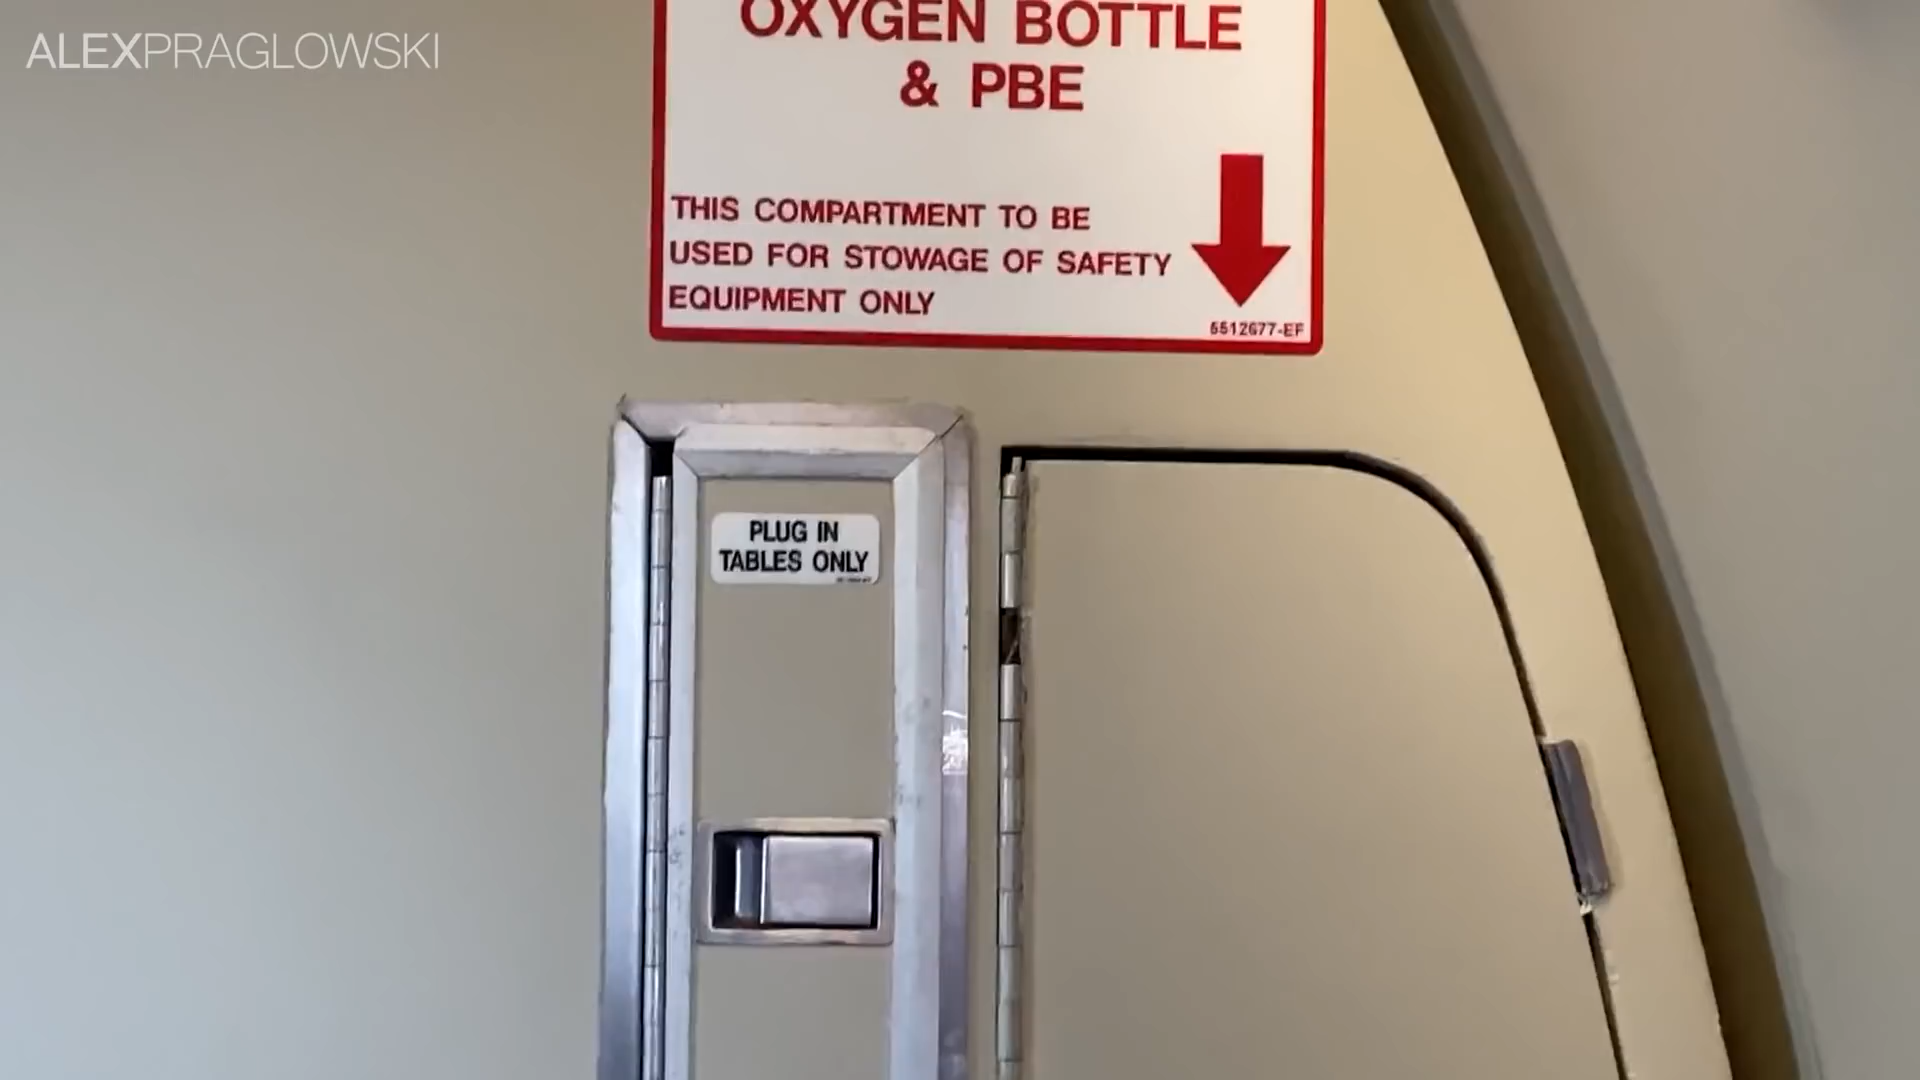 ALEXPRAGLOWSKI
OXYGEN BOTTLE
& PBE
THIS COMPARTMENT TO BE
USED FOR STOWAGE OF SAFETY
EQUIPMENT ONLY
5512677-EF
PLUG IN
TABLES ONLY